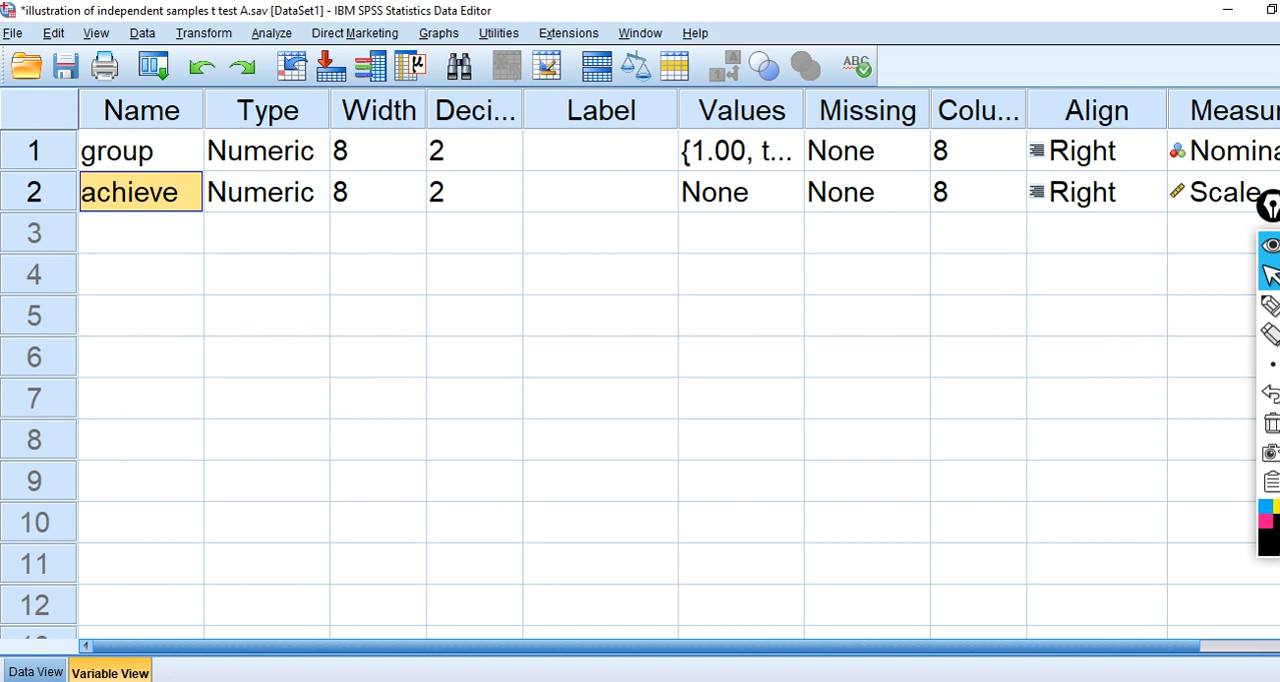 *illustration of independent samples t test A.sav [DataSet1] - IBM SPSS Statistics Data Editor
File Edit View Data Transform Analyze Direct Marketing Graphs Utilities Extensions Window Help
Name Type Width Deci... Label Values Missing Colu... Align Measur
1 group Numeric 8 2 {1.00, t... None 8 Right Nomina
2 achieve Numeric 8 2 None None 8 Right Scale
3
4
5
6
7
8
9
10
11
12
Data View Variable View